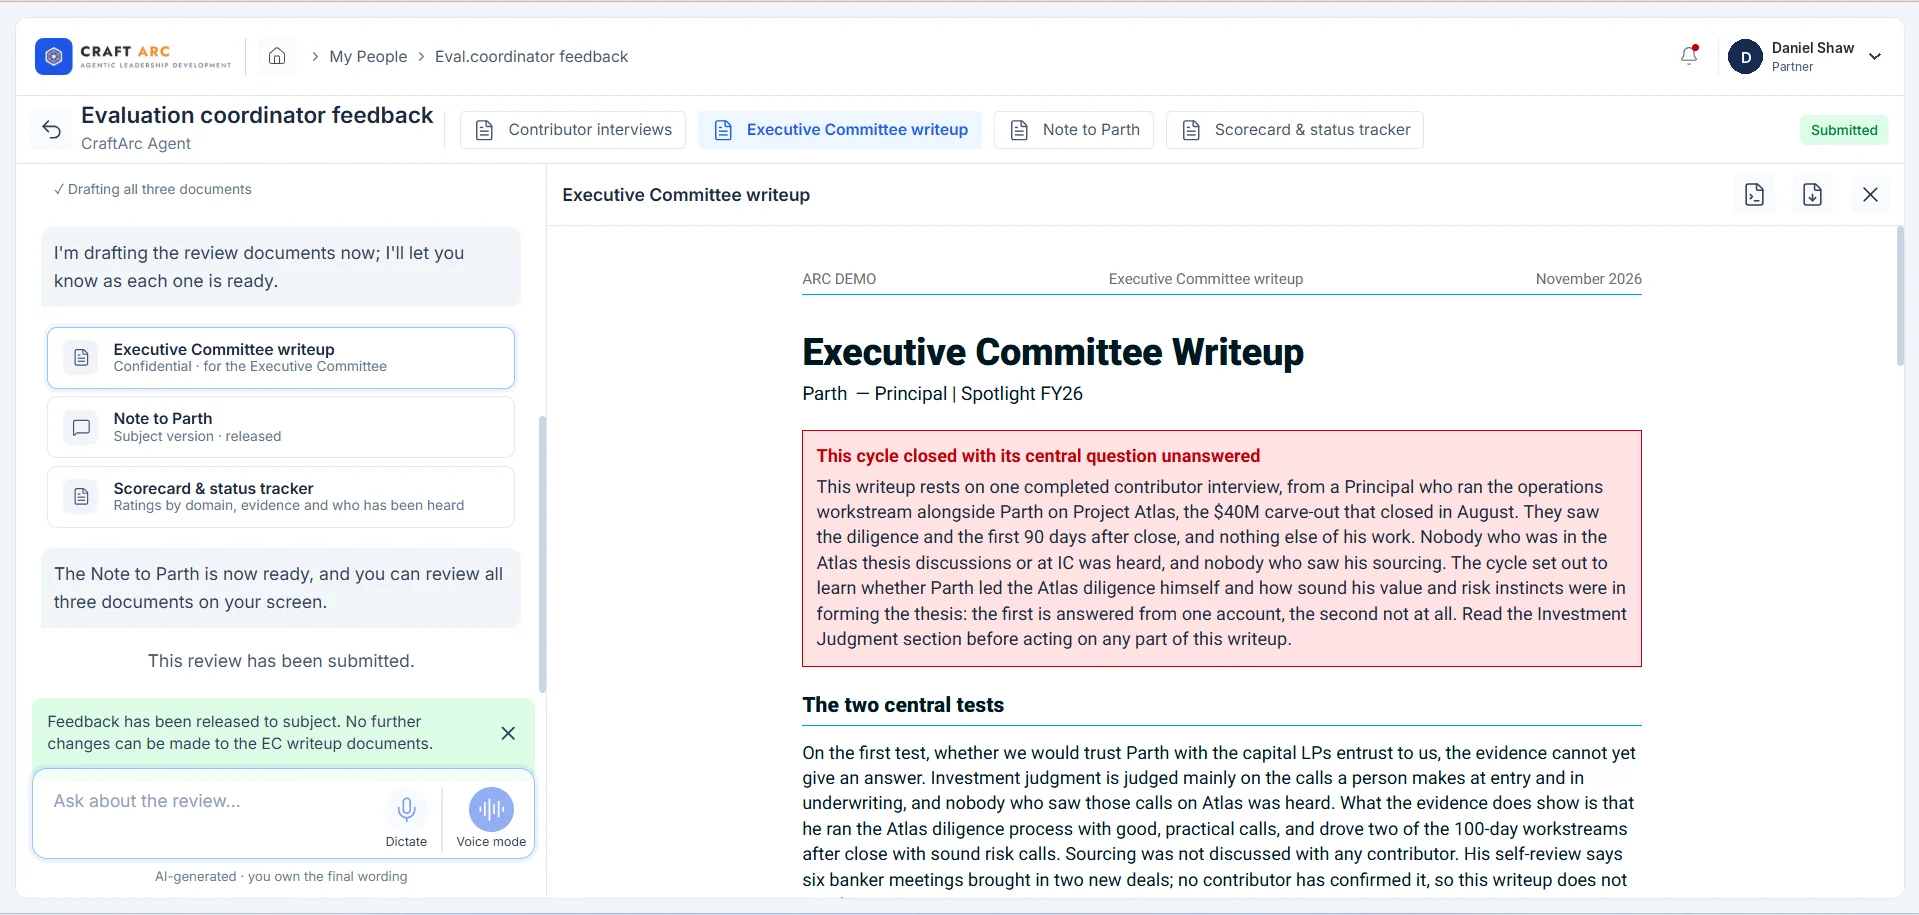 CRAFT ARC
AGENTIC LEADERSHIP DEVELOPMENT
My People
Eval.coordinator feedback
D
Daniel Shaw
Partner
Evaluation coordinator feedback
CraftArc Agent
Contributor interviews
Executive Committee writeup
Note to Parth
Scorecard & status tracker
Submitted
✓ Drafting all three documents
I'm drafting the review documents now; I'll let you
know as each one is ready.
Executive Committee writeup
Confidential · for the Executive Committee
Note to Parth
Subject version · released
Scorecard & status tracker
Ratings by domain, evidence and who has been heard
The Note to Parth is now ready, and you can review all
three documents on your screen.
This review has been submitted.
Feedback has been released to subject. No further
changes can be made to the EC writeup documents.
Ask about the review...
Dictate
Voice mode
AI-generated · you own the final wording
Executive Committee writeup
ARC DEMO
Executive Committee writeup
November 2026
Executive Committee Writeup
Parth — Principal | Spotlight FY26
This cycle closed with its central question unanswered
This writeup rests on one completed contributor interview, from a Principal who ran the operations
workstream alongside Parth on Project Atlas, the $40M carve-out that closed in August. They saw
the diligence and the first 90 days after close, and nothing else of his work. Nobody who was in the
Atlas thesis discussions or at IC was heard, and nobody who saw his sourcing. The cycle set out to
learn whether Parth led the Atlas diligence himself and how sound his value and risk instincts were in
forming the thesis: the first is answered from one account, the second not at all. Read the Investment
Judgment section before acting on any part of this writeup.
The two central tests
On the first test, whether we would trust Parth with the capital LPs entrust to us, the evidence cannot yet
give an answer. Investment judgment is judged mainly on the calls a person makes at entry and in
underwriting, and nobody who saw those calls on Atlas was heard. What the evidence does show is that
he ran the Atlas diligence process with good, practical calls, and drove two of the 100-day workstreams
after close with sound risk calls. Sourcing was not discussed with any contributor. His self-review says
six banker meetings brought in two new deals; no contributor has confirmed it, so this writeup does not